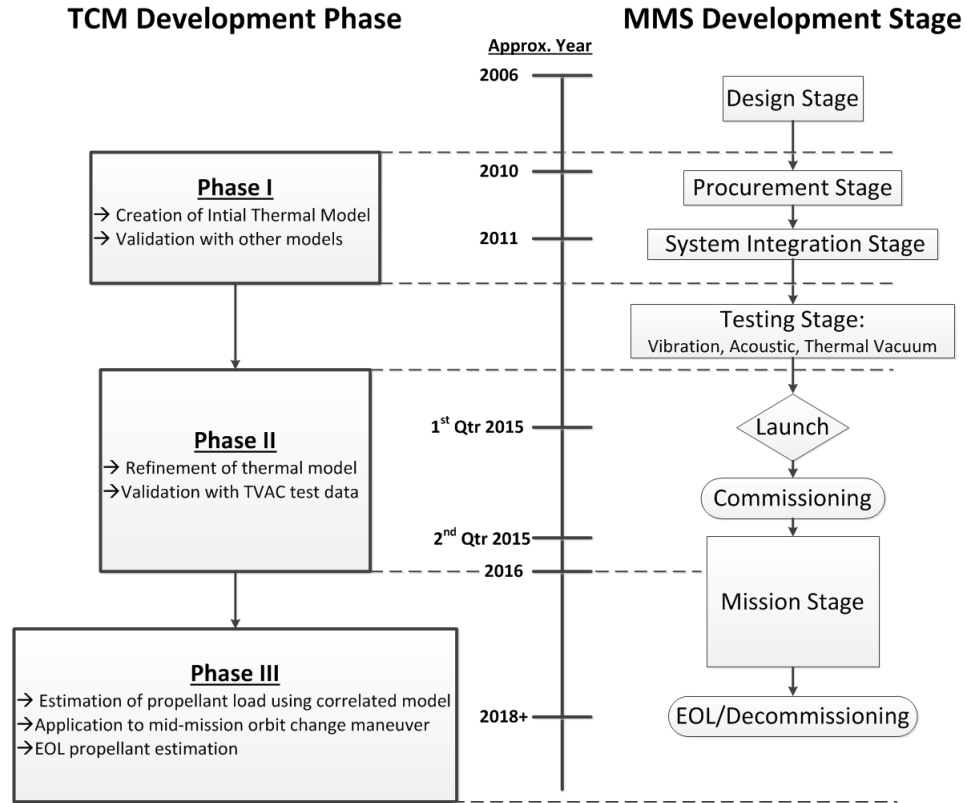 TCM Development Phase
MMS Development Stage
Approx. Year
2006
2010
2011
1st Qtr 2015
2nd Qtr 2015
2016
2018+
Phase I
→ Creation of Intial Thermal Model
→ Validation with other models
Phase II
→ Refinement of thermal model
→Validation with TVAC test data
Phase III
→ Estimation of propellant load using correlated model
→Application to mid-mission orbit change maneuver
→EOL propellant estimation
Design Stage
Procurement Stage
System Integration Stage
Testing Stage:
Vibration, Acoustic, Thermal Vacuum
Launch
Commissioning
Mission Stage
EOL/Decommissioning